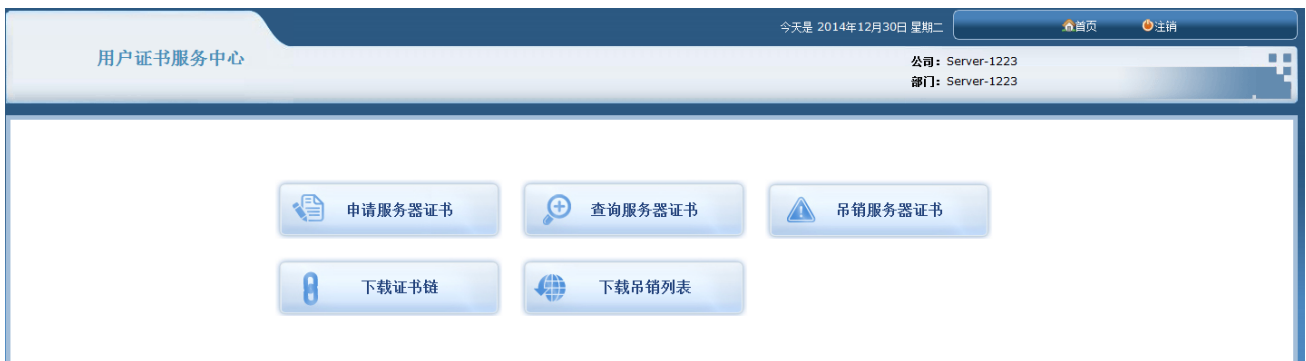 今天是 2014年12月30日 星期二 首页 注销
用户证书服务中心
公司：Server-1223
部门：Server-1223
申请服务器证书 查询服务器证书 吊销服务器证书
下载证书链 下载吊销列表